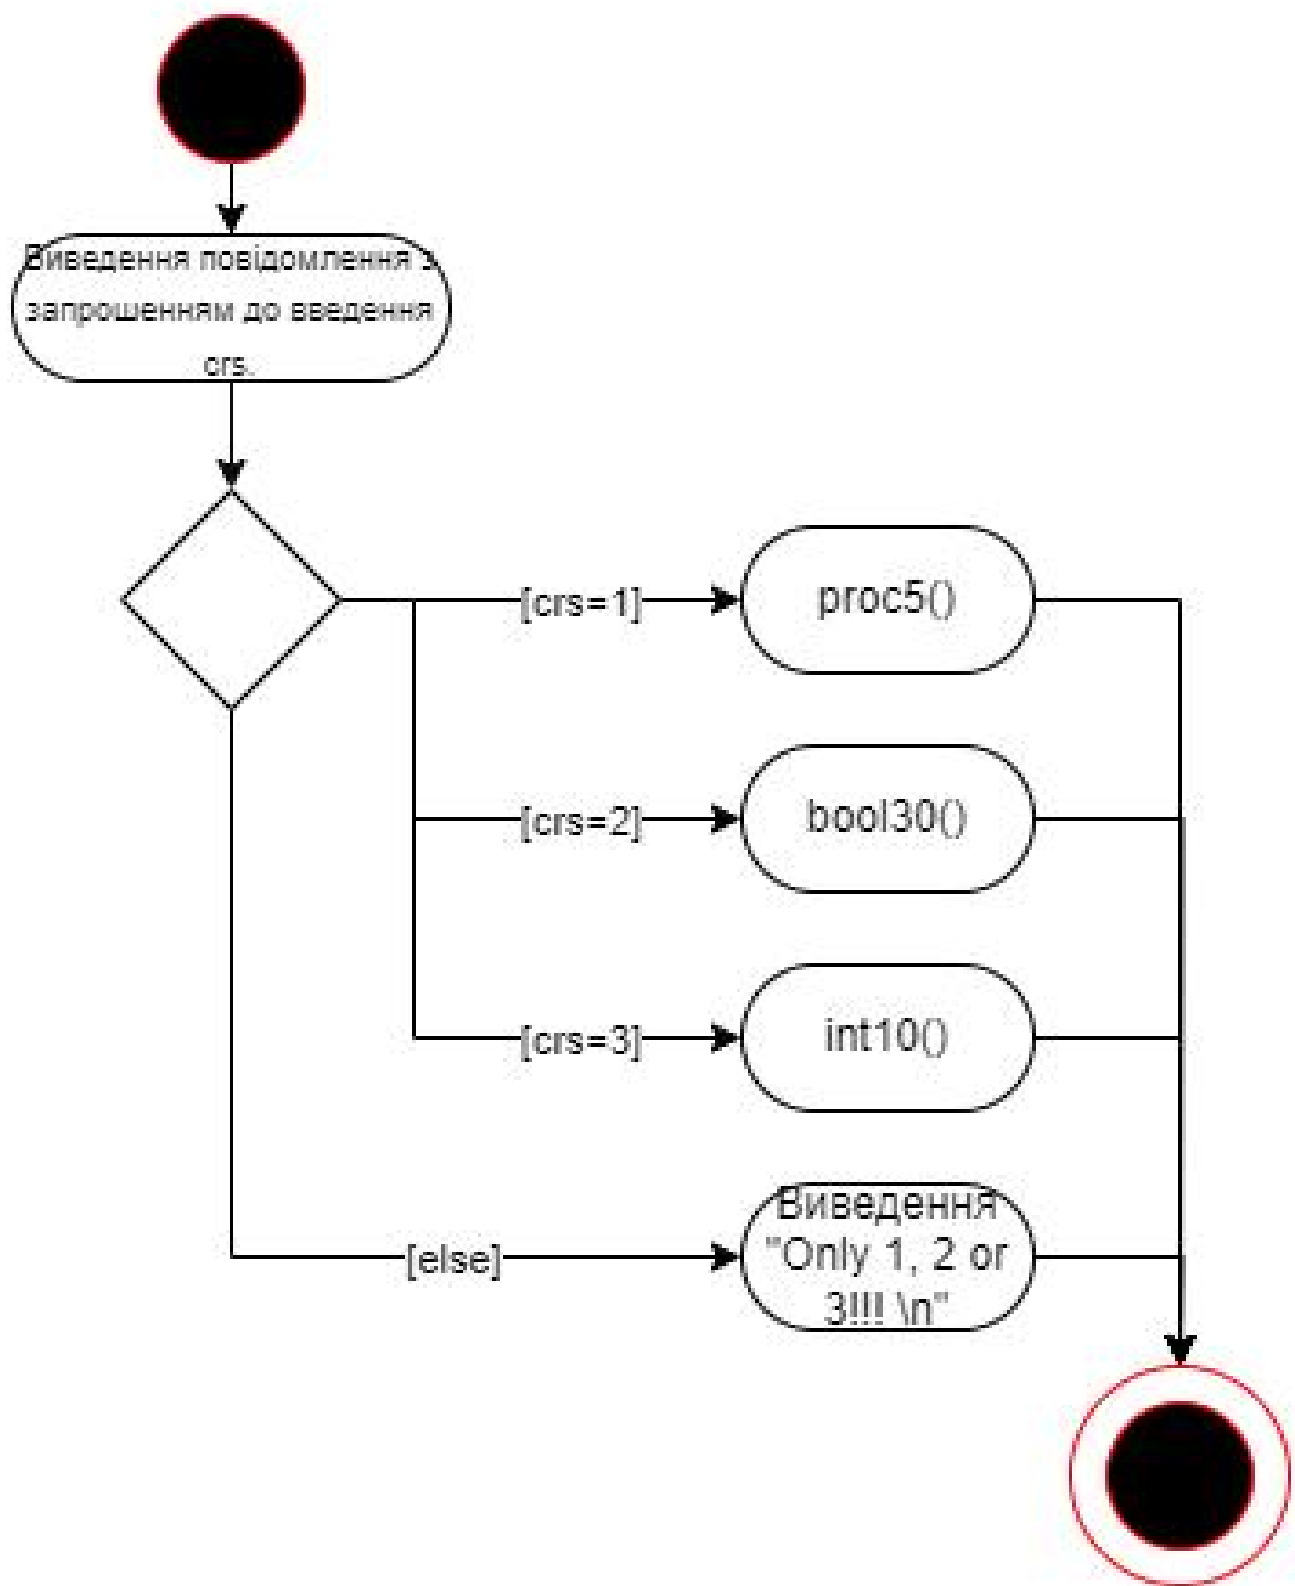 Виведення повідомлення з
запрошенням до введення
crs.
[crs=1]
proc5()
[crs=2]
bool30()
[crs=3]
int10()
[else]
Виведення
"Only 1, 2 or
3!!! \n"